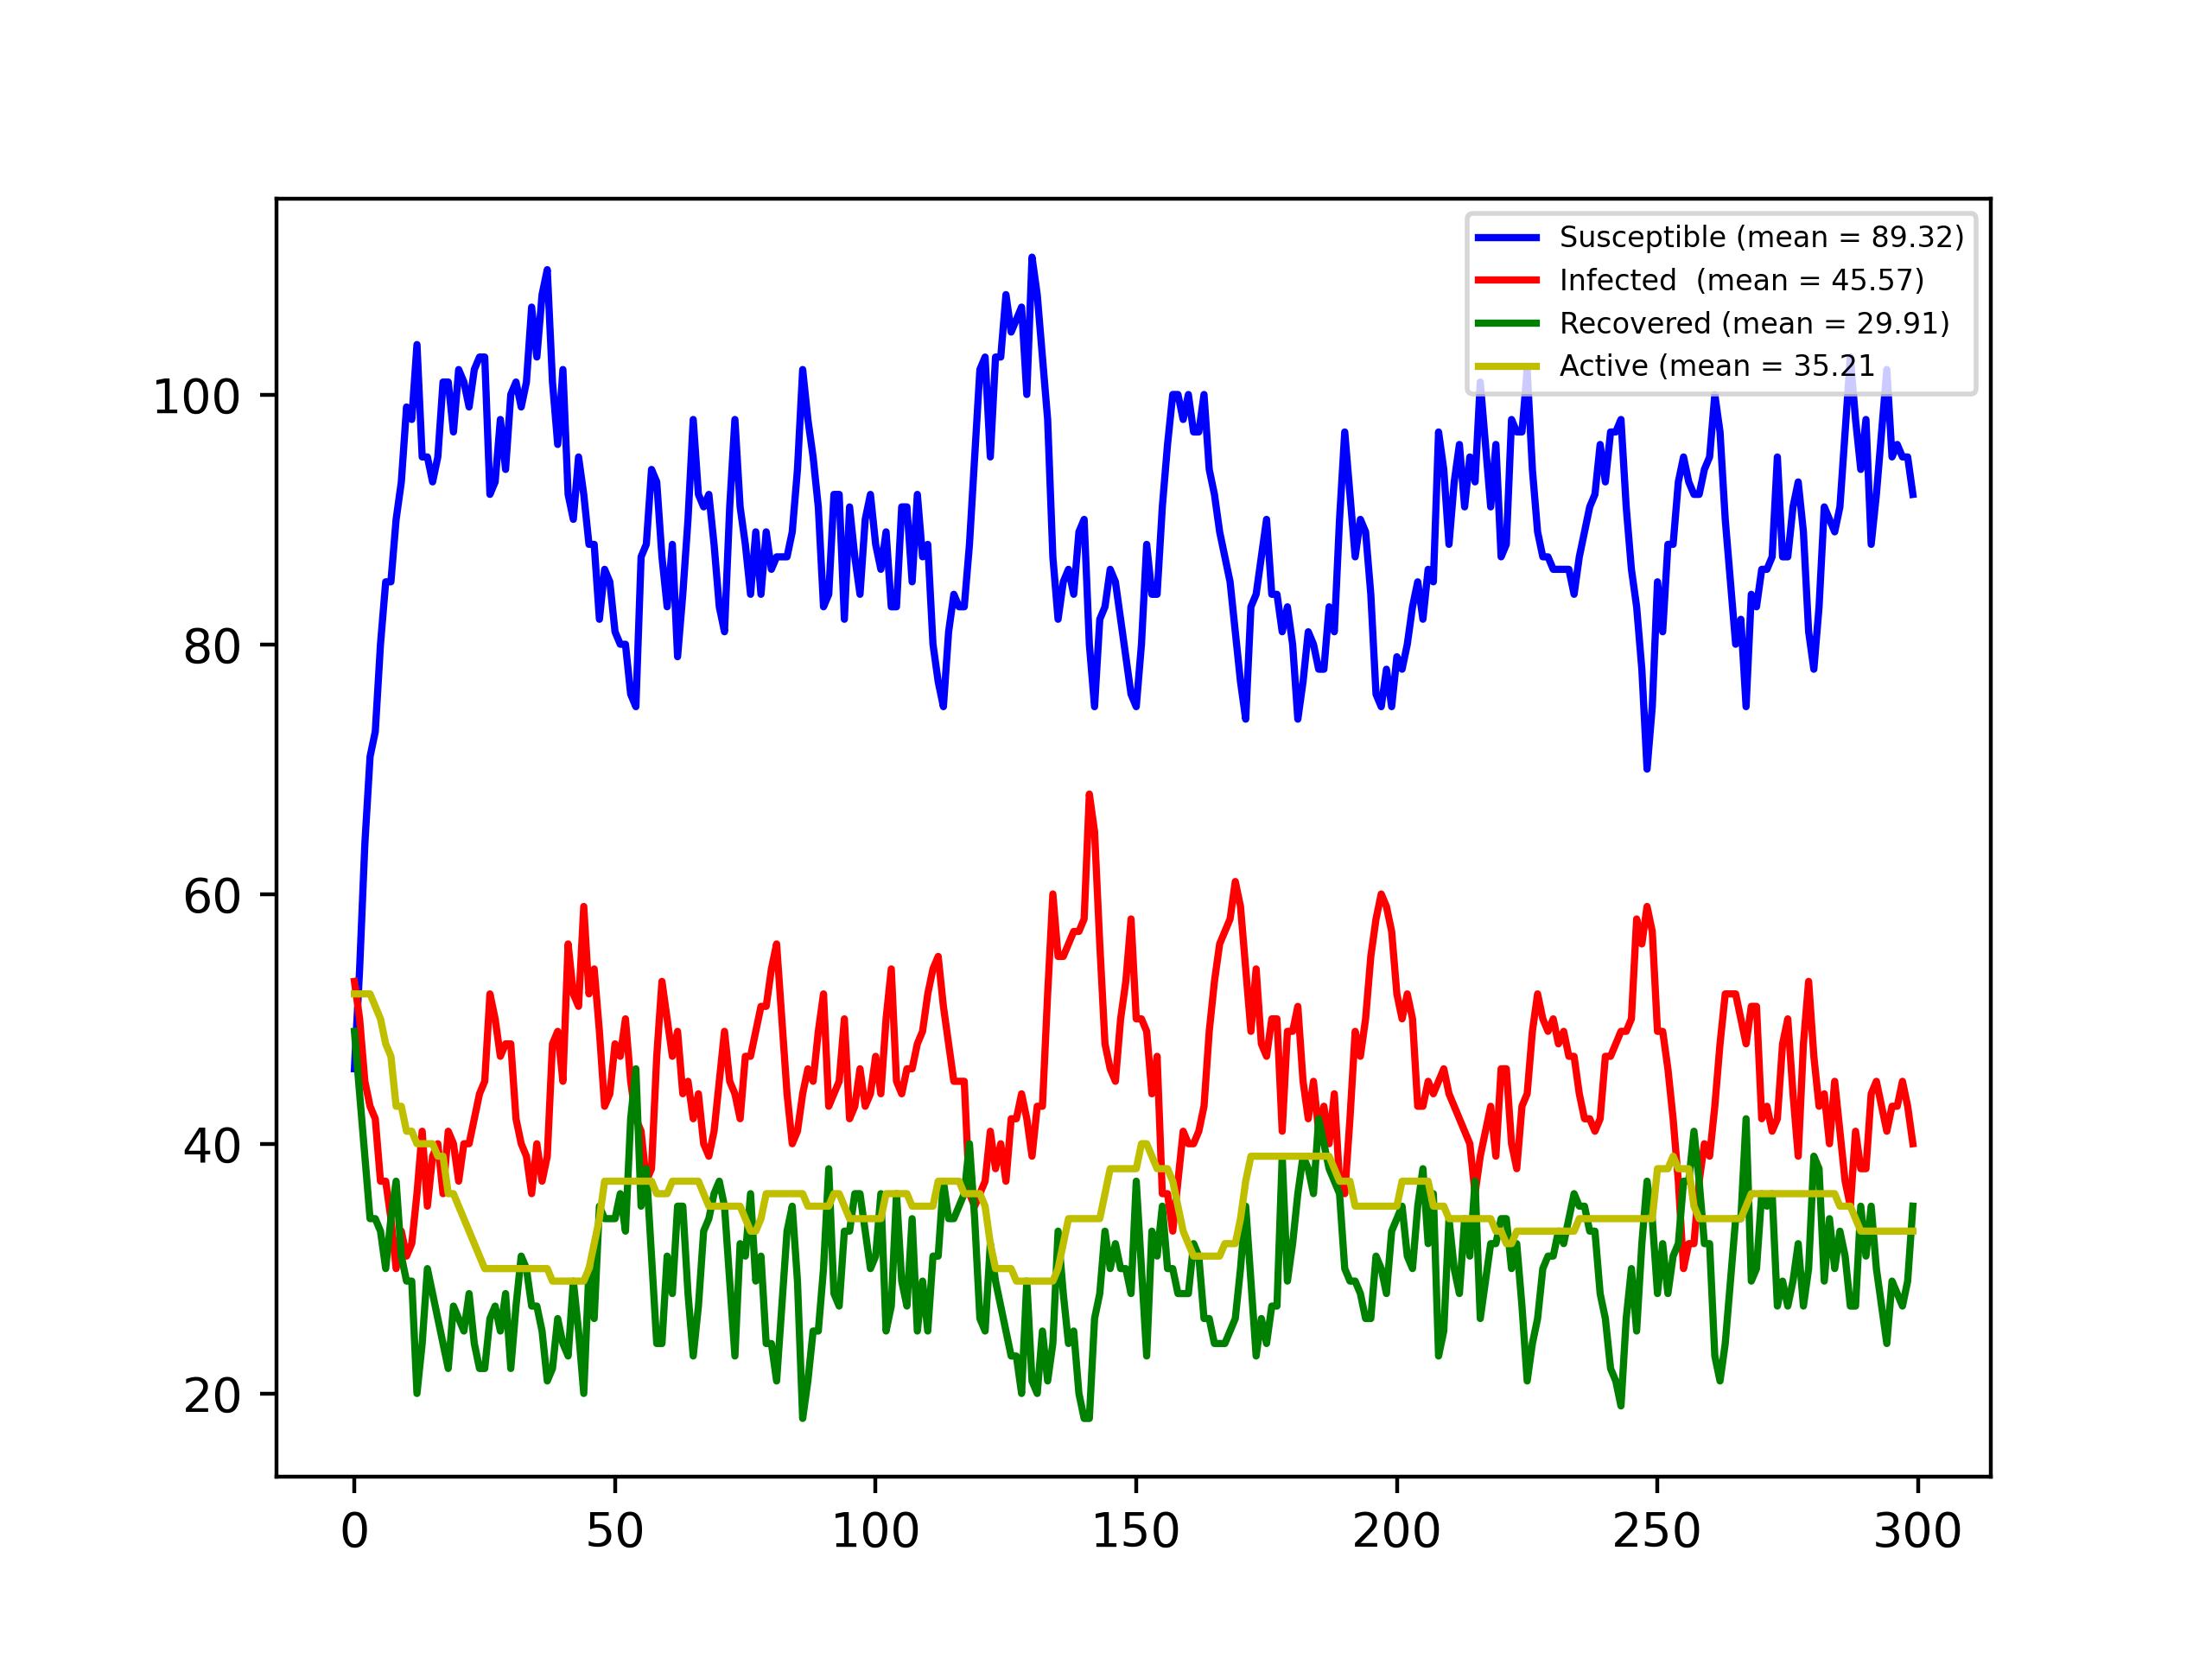 Susceptible (mean = 89.32)
Infected  (mean = 45.57)
Recovered (mean = 29.91)
Active (mean = 35.21
100
80
60
40
20
0 50 100 150 200 250 300